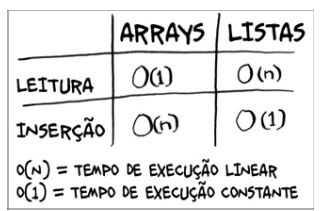 ARRAYS LISTAS
LEITURA O(1) O(n)
INSERÇÃO O(n) O(1)
O(N) = TEMPO DE EXECUÇÃO LINEAR
O(1) = TEMPO DE EXECUÇÃO CONSTANTE